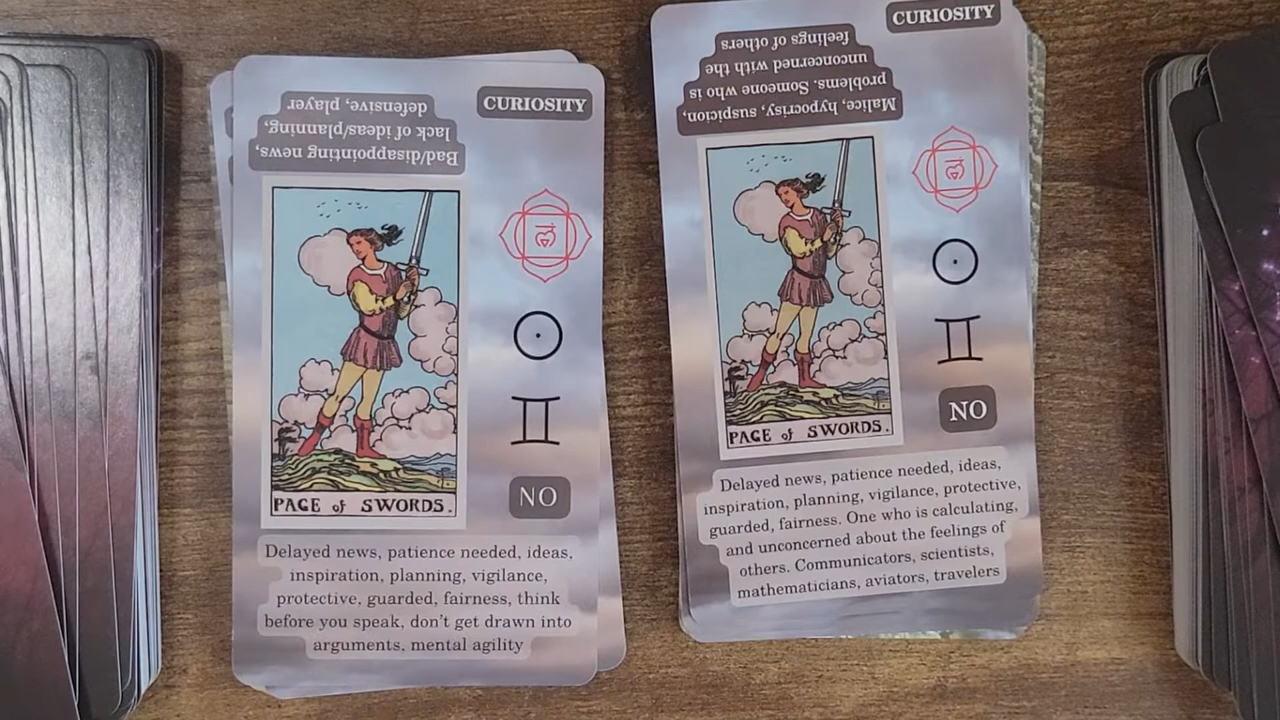 CURIOSITY
Bad/disappointing news,
lack of ideas/planning,
defensive, player
PAGE of SWORDS.
NO
Delayed news, patience needed, ideas,
inspiration, planning, vigilance,
protective, guarded, fairness, think
before you speak, don't get drawn into
arguments, mental agility
CURIOSITY
Malice, hypocrisy, suspicion,
problems. Someone who is
unconcerned with the
feelings of others
PAGE of SWORDS.
NO
Delayed news, patience needed, ideas,
inspiration, planning, vigilance, protective,
guarded, fairness. One who is calculating,
and unconcerned about the feelings of
others. Communicators, scientists,
mathematicians, aviators, travelers